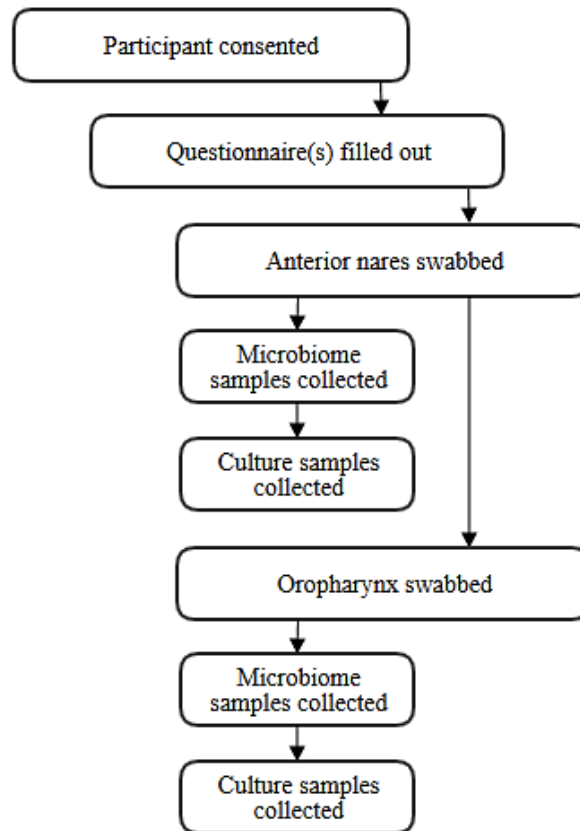 Participant consented
Questionnaire(s) filled out
Anterior nares swabbed
Microbiome
samples collected
Culture samples
collected
Oropharynx swabbed
Microbiome
samples collected
Culture samples
collected